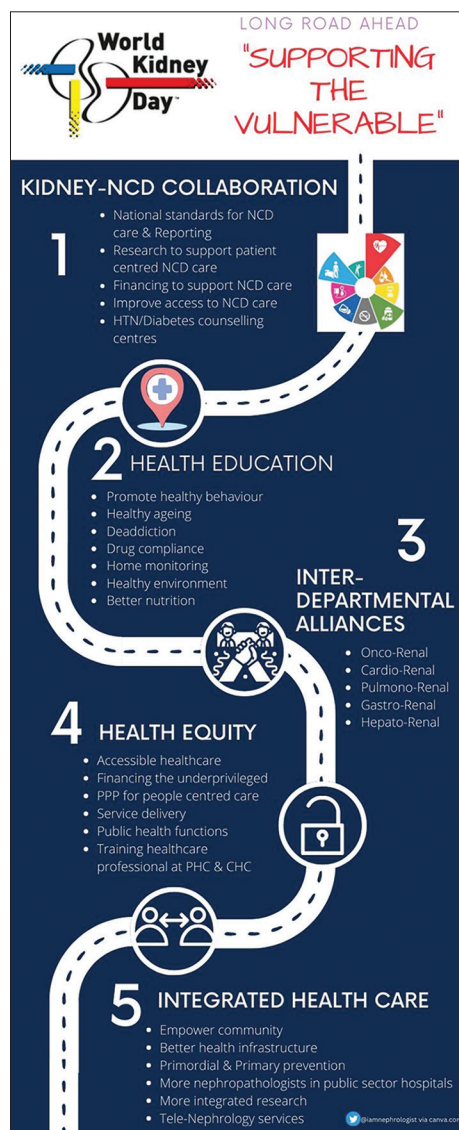 World
Kidney
Day™
LONG ROAD AHEAD
"SUPPORTING
THE
VULNERABLE"
KIDNEY-NCD COLLABORATION
1
• National standards for NCD
care & Reporting
• Research to support patient
centred NCD care
• Financing to support NCD care
• Improve access to NCD care
• HTN/Diabetes counselling
centres
2 HEALTH EDUCATION
• Promote healthy behaviour
• Healthy ageing
• Deaddiction
• Drug compliance
• Home monitoring
• Healthy environment
• Better nutrition
3
INTER-
DEPARTMENTAL
ALLIANCES
• Onco-Renal
• Cardio-Renal
• Pulmono-Renal
• Gastro-Renal
• Hepato-Renal
4 HEALTH EQUITY
• Accessible healthcare
• Financing the underprivileged
• PPP for people centred care
• Service delivery
• Public health functions
• Training healthcare
professional at PHC & CHC
5 INTEGRATED HEALTH CARE
• Empower community
• Better health infrastructure
• Primordial & Primary prevention
• More nephropathologists in public sector hospitals
• More integrated research
• Tele-Nephrology services
@iamnephrologist via canva.com